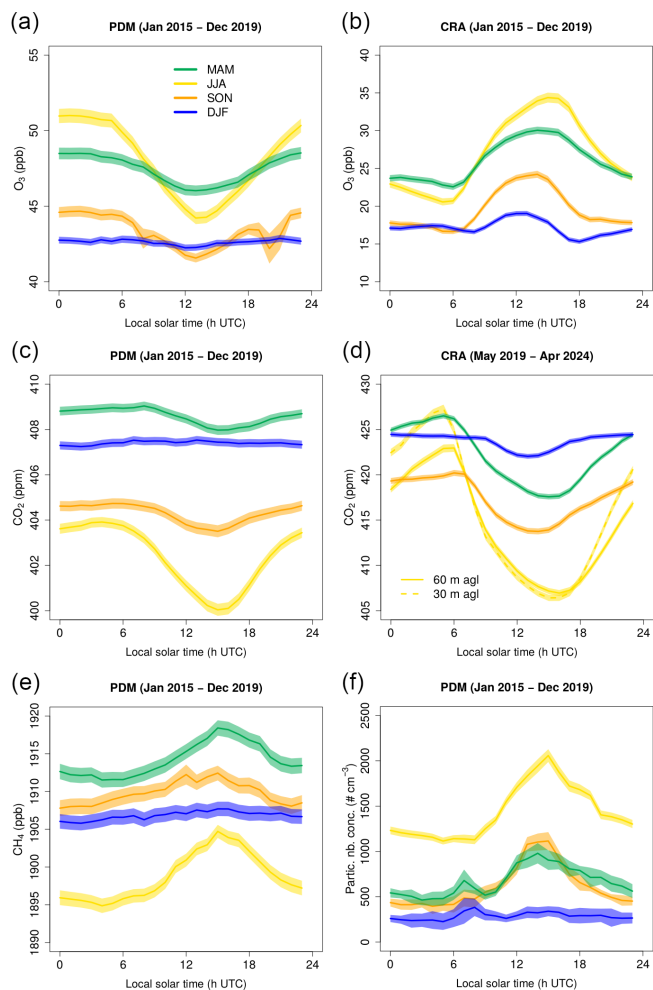 (a)
PDM (Jan 2015 − Dec 2019)
55
50
45
40
O₃ (ppb)
MAM
JJA
SON
DJF
0 6 12 18 24
Local solar time (h UTC)
(b)
CRA (Jan 2015 − Dec 2019)
40
35
30
25
20
15
10
O₃ (ppb)
0 6 12 18 24
Local solar time (h UTC)
(c)
PDM (Jan 2015 − Dec 2019)
410
408
406
404
402
400
CO₂ (ppm)
0 6 12 18 24
Local solar time (h UTC)
(d)
CRA (May 2019 − Apr 2024)
430
425
420
415
410
405
CO₂ (ppm)
60 m agl
30 m agl
0 6 12 18 24
Local solar time (h UTC)
(e)
PDM (Jan 2015 − Dec 2019)
1920
1915
1910
1905
1900
1895
1890
CH₄ (ppb)
0 6 12 18 24
Local solar time (h UTC)
(f)
PDM (Jan 2015 − Dec 2019)
2500
2000
1500
1000
500
0
Partic. nb. conc. (# cm⁻³)
0 6 12 18 24
Local solar time (h UTC)